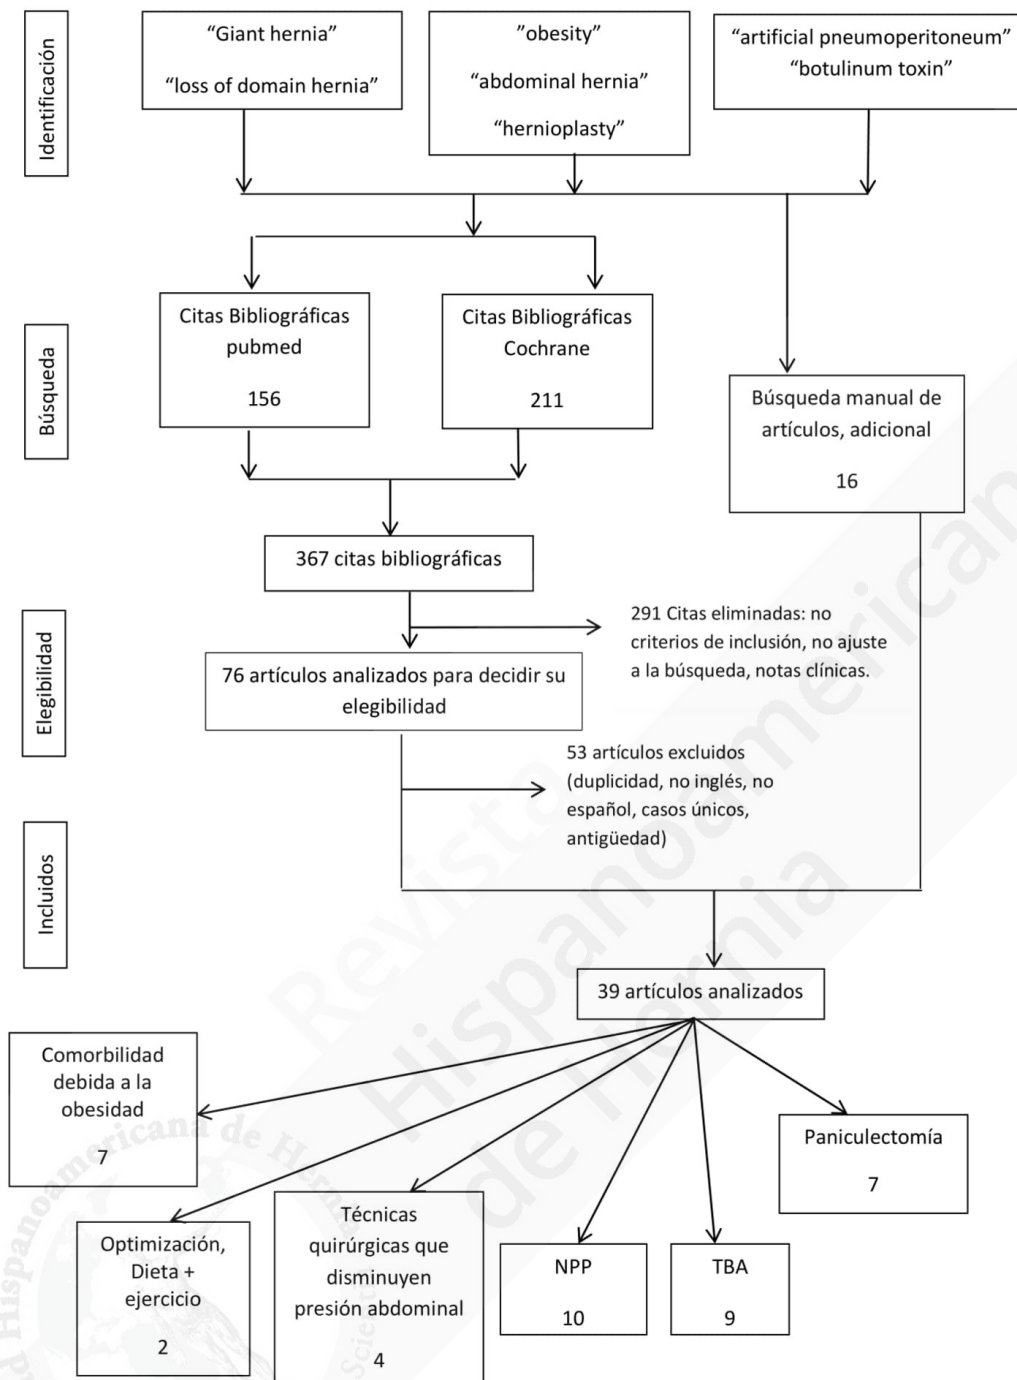 Identificación
“Giant hernia”
“loss of domain hernia”
”obesity”
“abdominal hernia”
“hernioplasty”
“artificial pneumoperitoneum”
“botulinum toxin”
Búsqueda
Citas Bibliográficas
pubmed
156
Citas Bibliográficas
Cochrane
211
Búsqueda manual de
artículos, adicional
16
367 citas bibliográficas
Elegibilidad
291 Citas eliminadas: no
criterios de inclusión, no ajuste
a la búsqueda, notas clínicas.
76 artículos analizados para decidir su
elegibilidad
53 artículos excluidos
(duplicidad, no inglés, no
español, casos únicos,
antigüedad)
Incluidos
39 artículos analizados
Comorbilidad
debida a la
obesidad
7
Optimización,
Dieta +
ejercicio
2
Técnicas
quirúrgicas que
disminuyen
presión abdominal
4
NPP
10
TBA
9
Paniculectomía
7
Revista
Hispanoamerican
de Hernia